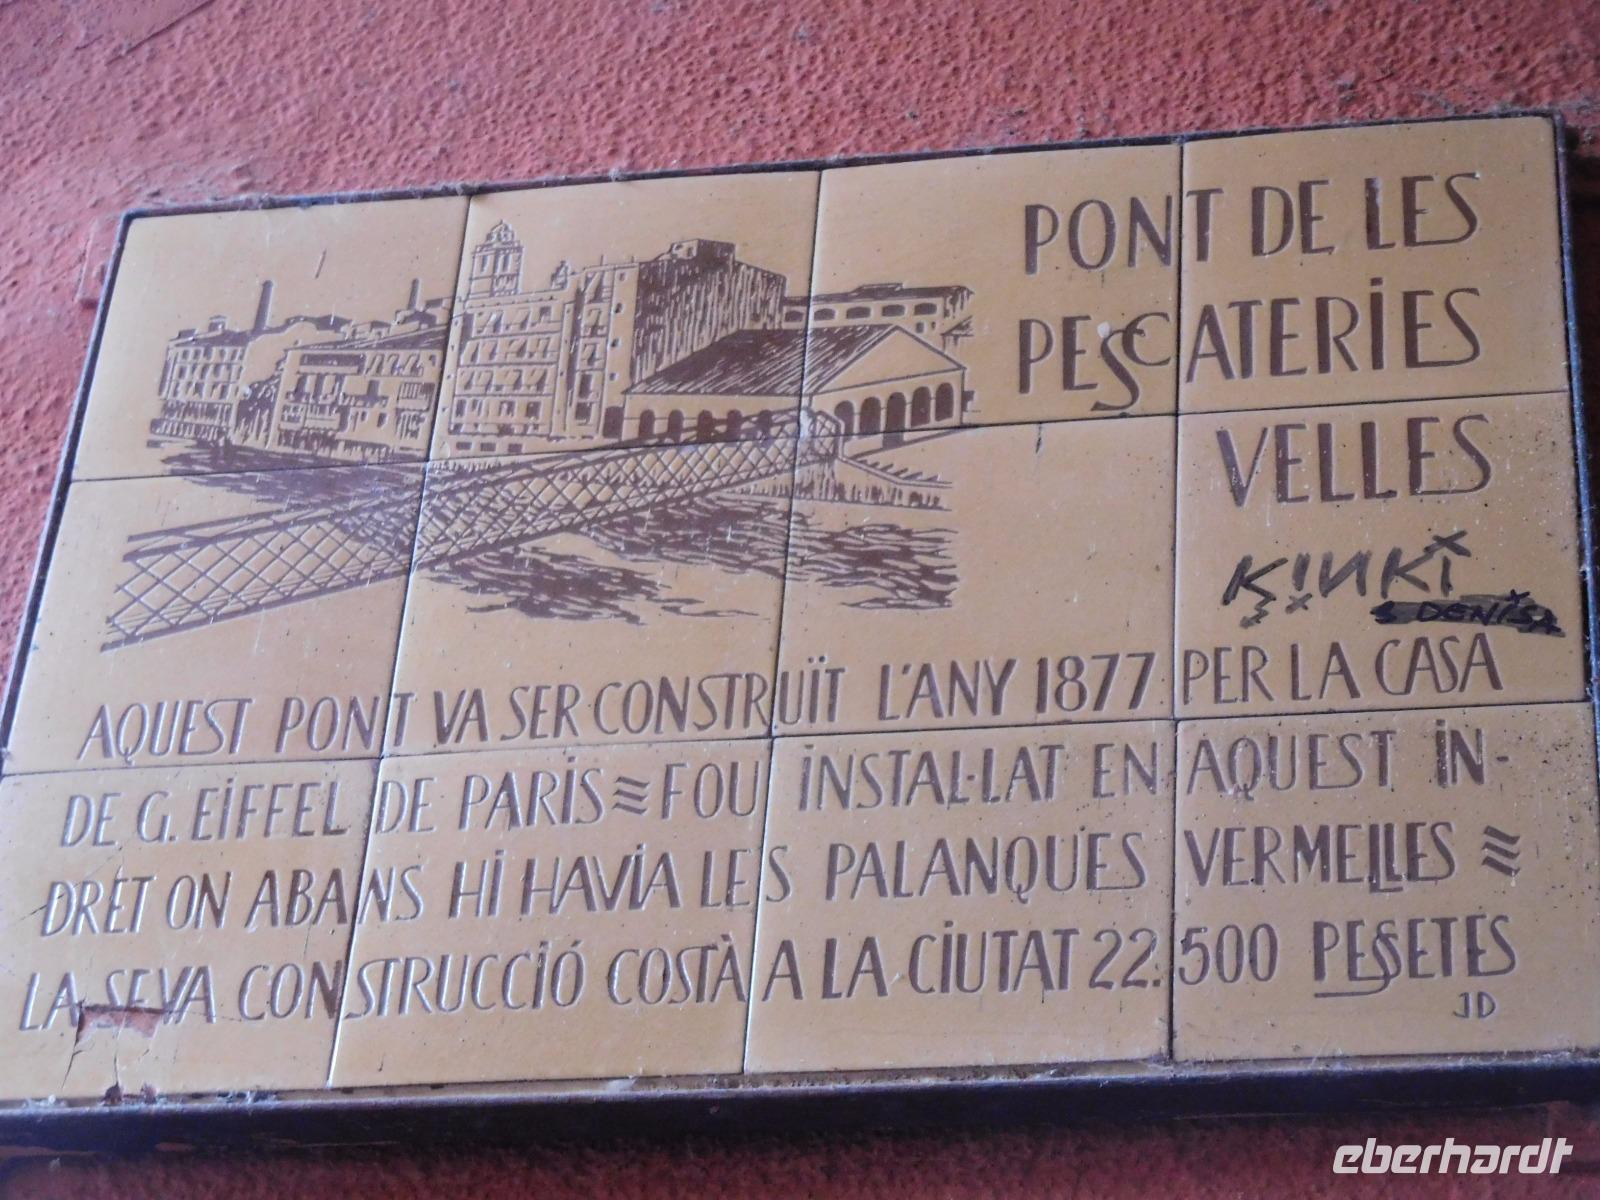 PONT DE LES
PESCATERIES
VELLES
KINKI
DENISA
AQUEST PONT VA SER CONSTRUÏT L'ANY 1877 PER LA CASA
DE G. EIFFEL DE PARIS ≋ FOU INSTAL·LAT EN AQUEST IN-
DRET ON ABANS HI HAVIA LES PALANQUES VERMELLES ≋
LA SEVA CONSTRUCCIÓ COSTÀ A LA CIUTAT 22.500 PESSETES
JD
eberhardt